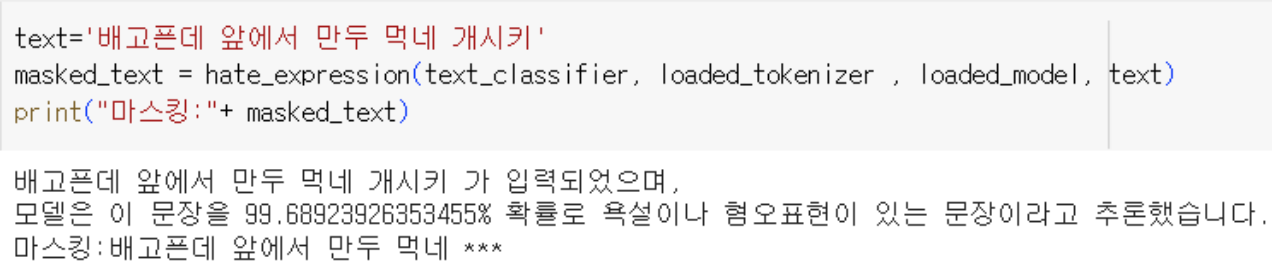 text='배고픈데 앞에서 만두 먹네 개시키'
masked_text = hate_expression(text_classifier, loaded_tokenizer , loaded_model, text)
print("마스킹:"+ masked_text)
배고픈데 앞에서 만두 먹네 개시키 가 입력되었으며,
모델은 이 문장을 99.68923926353455% 확률로 욕설이나 혐오표현이 있는 문장이라고 추론했습니다.
마스킹:배고픈데 앞에서 만두 먹네 ***